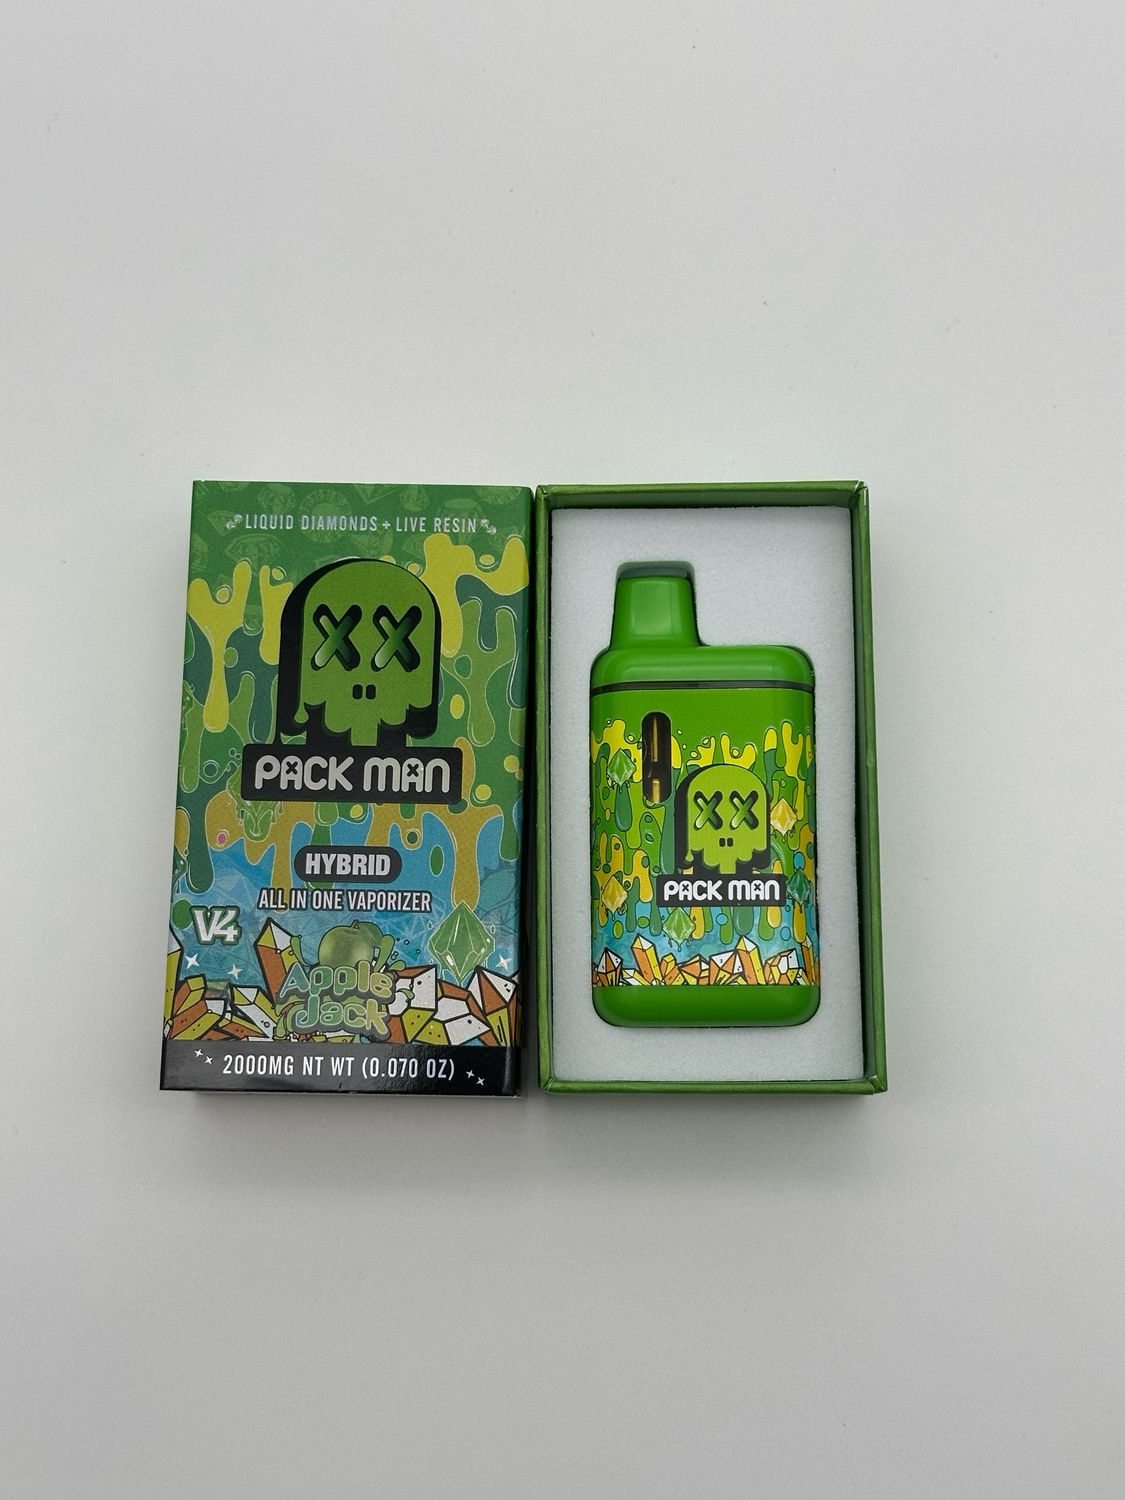 LIQUID DIAMONDS + LIVE RESIN
PACK MAN
HYBRID
ALL IN ONE VAPORIZER
V4
Apple
Jack
2000MG NT WT (0.070 OZ)
PACK MAN